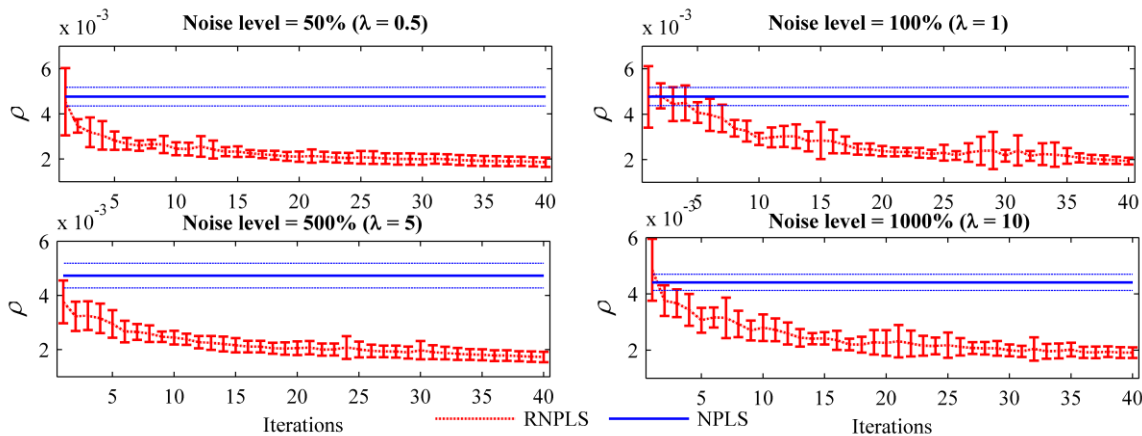 x 10⁻³
Noise level = 50% (λ = 0.5)
6
4
2
ρ
5 10 15 20 25 30 35 40
x 10⁻³
Noise level = 100% (λ = 1)
6
4
2
ρ
5 10 15 20 25 30 35 40
x 10⁻³
Noise level = 500% (λ = 5)
6
4
2
ρ
5 10 15 20 25 30 35 40
Iterations
x 10⁻³
Noise level = 1000% (λ = 10)
6
4
2
ρ
5 10 15 20 25 30 35 40
Iterations
RNPLS NPLS